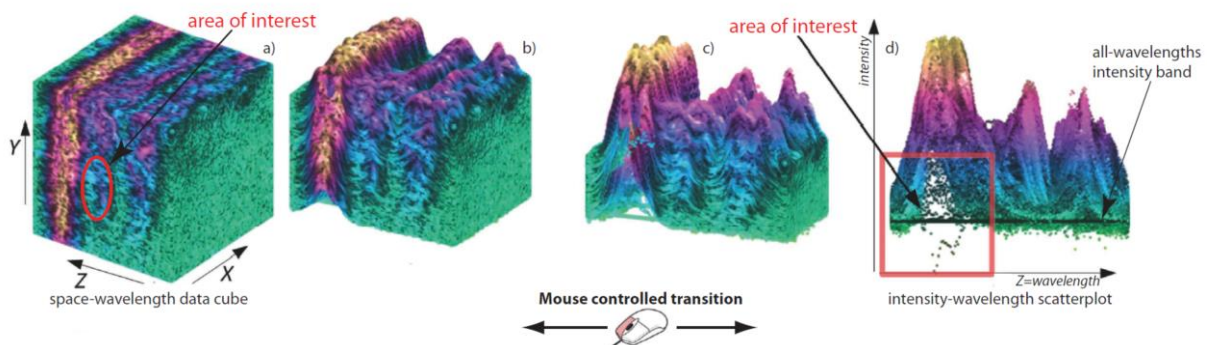 area of interest
a)
b)
c)
area of interest
d)
intensity
all-wavelengths
intensity band
Y
Z
X
space-wavelength data cube
Z=wavelength
intensity-wavelength scatterplot
Mouse controlled transition